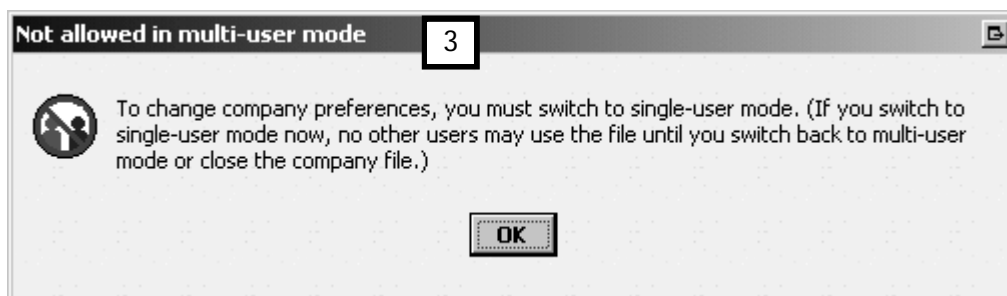 Not allowed in multi-user mode
3
To change company preferences, you must switch to single-user mode. (If you switch to
single-user mode now, no other users may use the file until you switch back to multi-user
mode or close the company file.)
OK